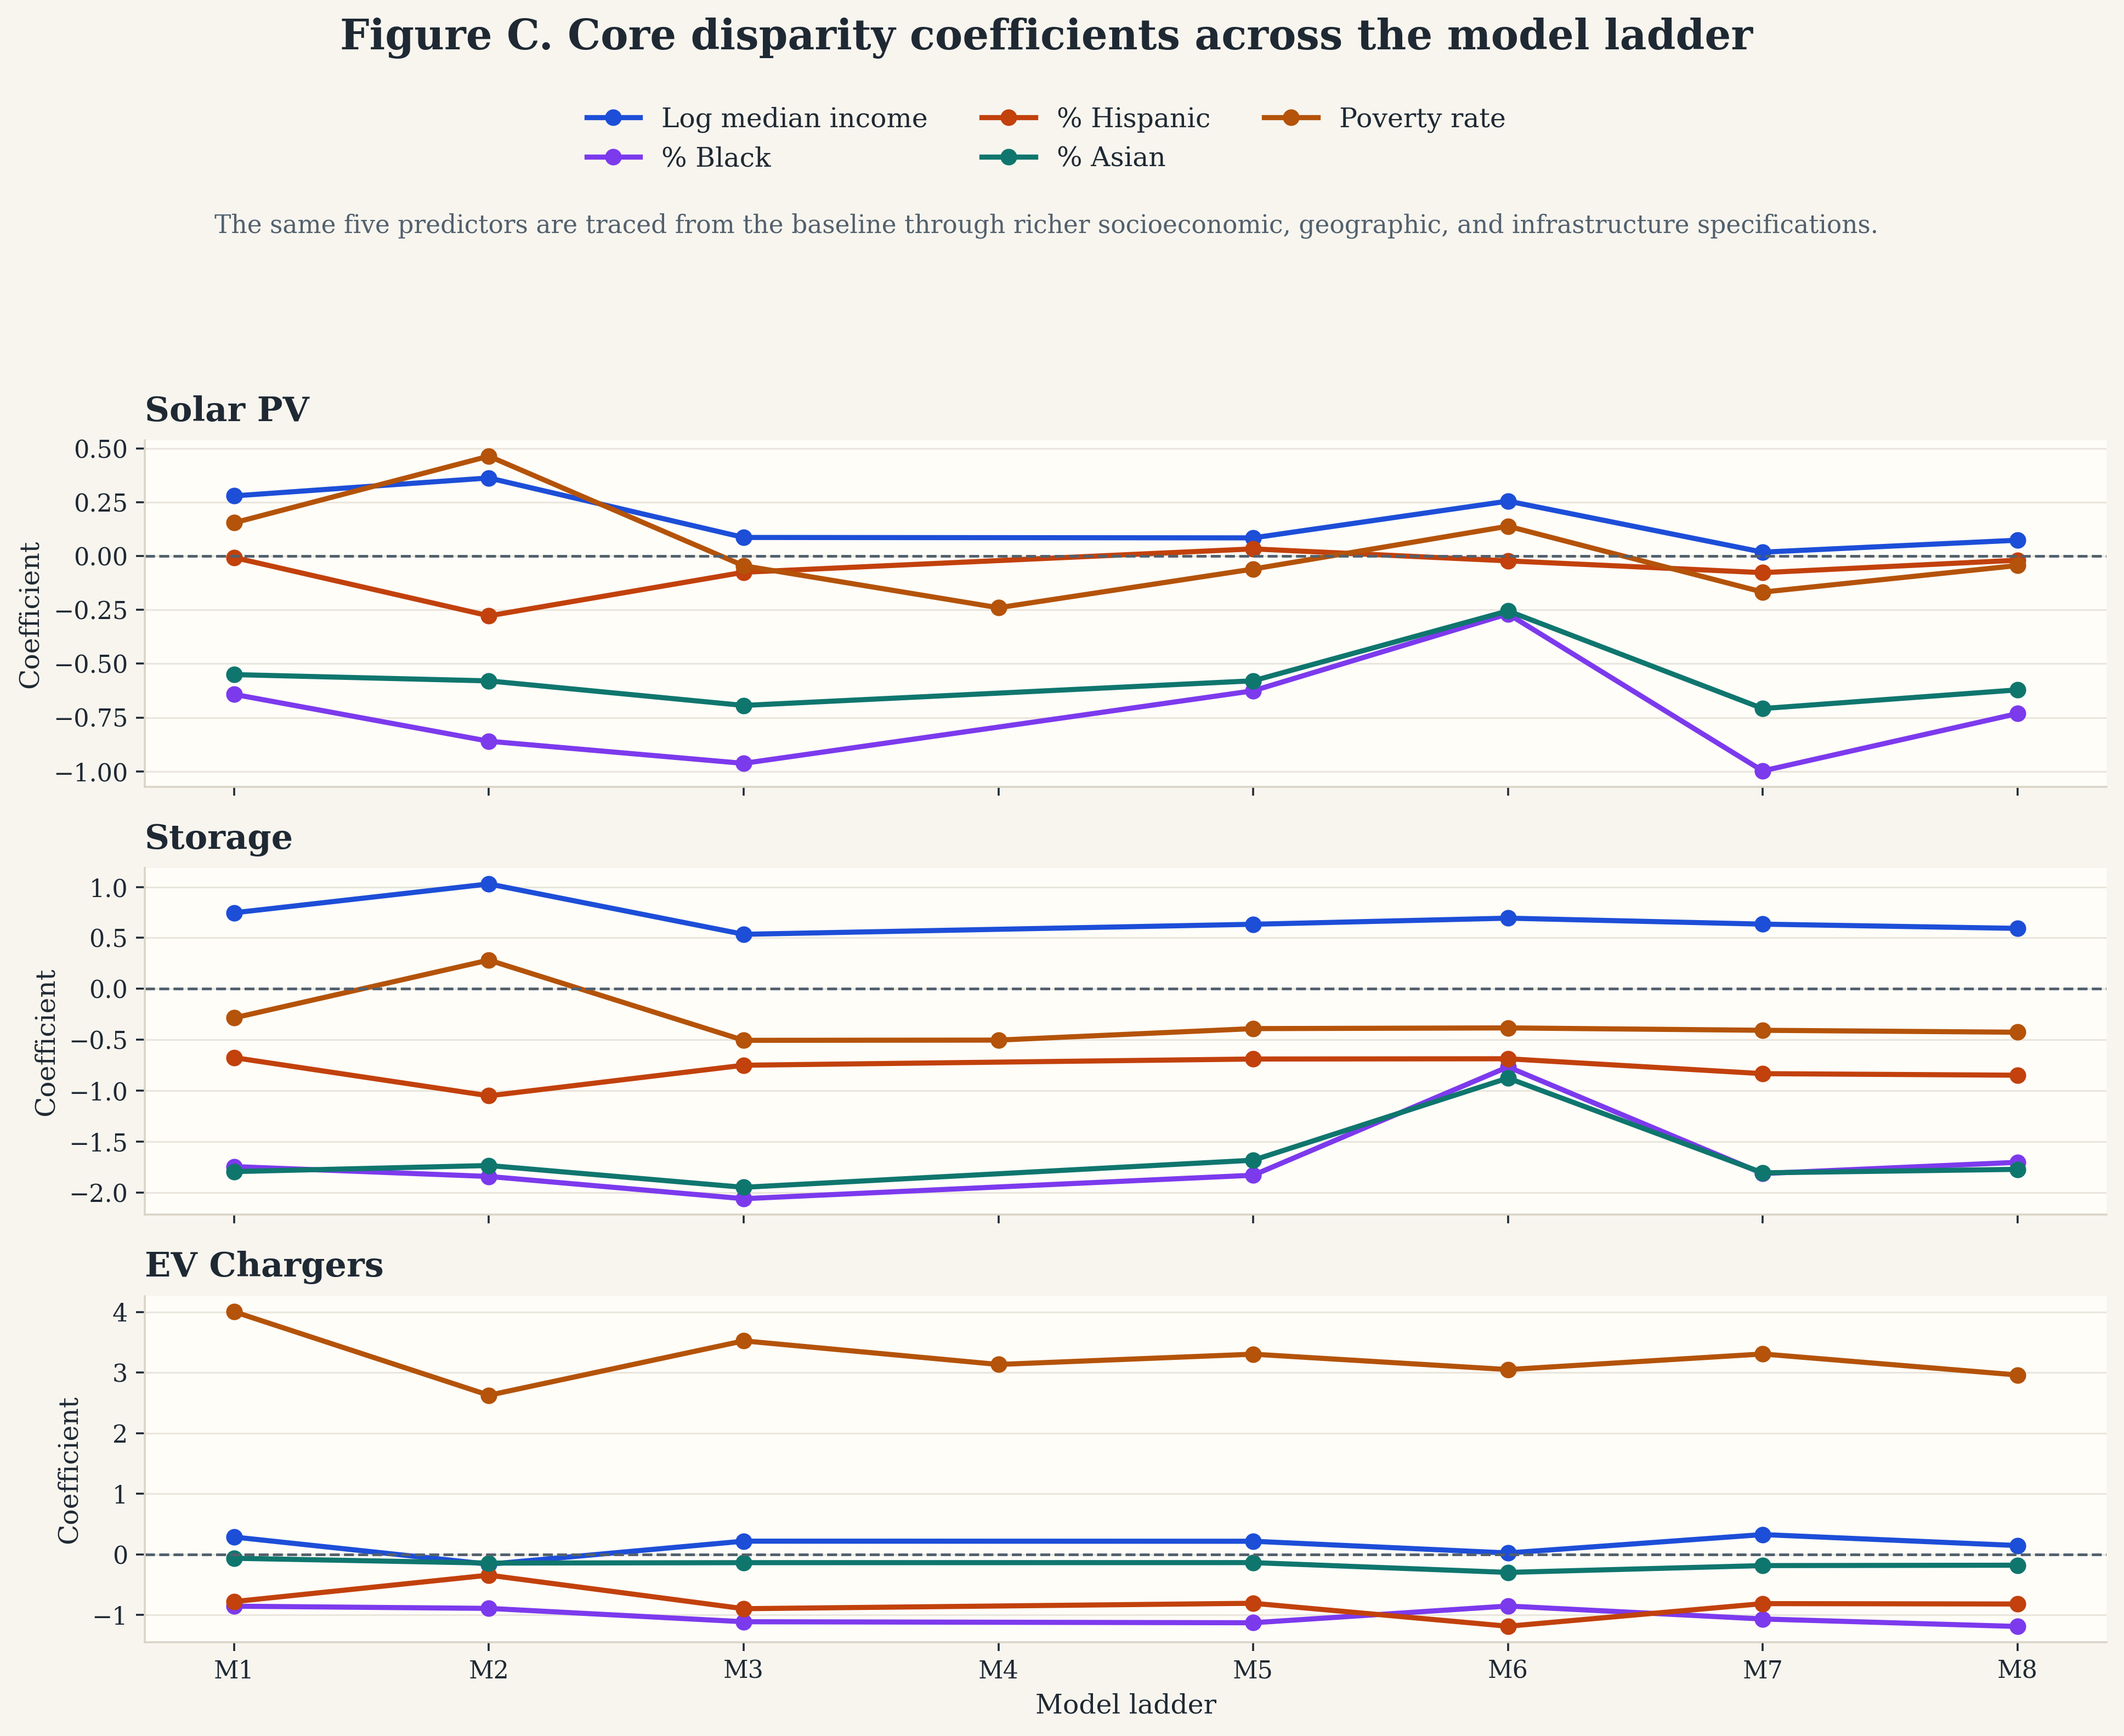 Figure C. Core disparity coefficients across the model ladder
Log median income
% Hispanic
Poverty rate
% Black
% Asian
The same five predictors are traced from the baseline through richer socioeconomic, geographic, and infrastructure specifications.
Solar PV
Coefficient
0.50
0.25
0.00
−0.25
−0.50
−0.75
−1.00
Storage
Coefficient
1.0
0.5
0.0
−0.5
−1.0
−1.5
−2.0
EV Chargers
Coefficient
4
3
2
1
0
−1
M1 M2 M3 M4 M5 M6 M7 M8
Model ladder